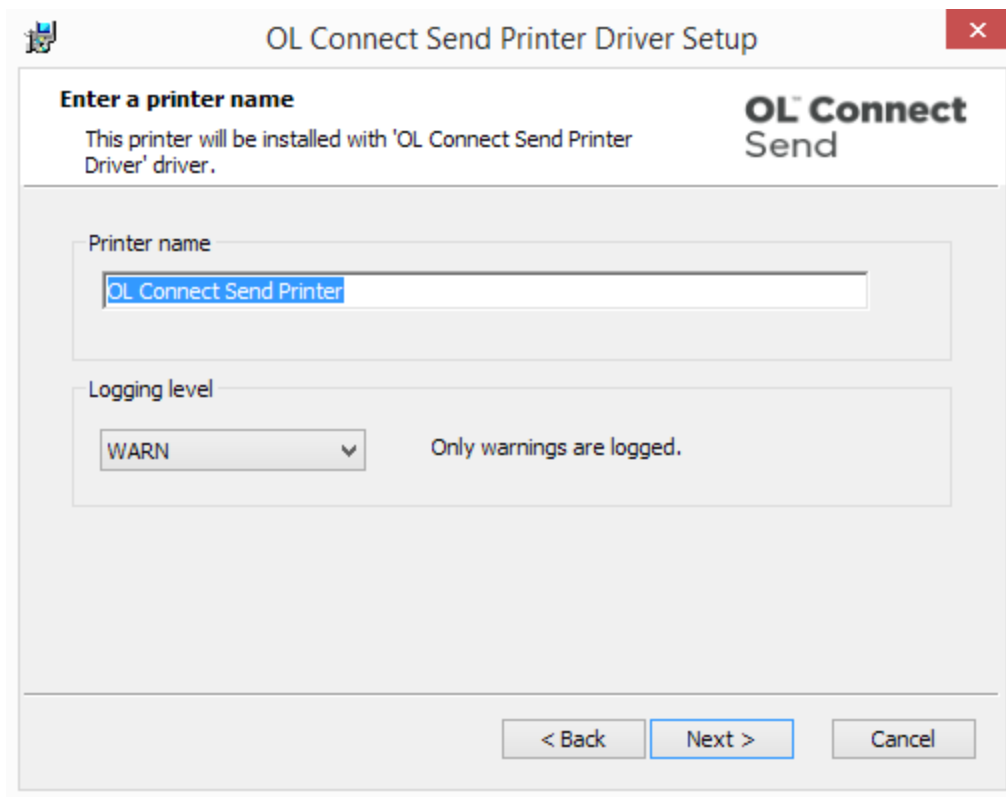 OL Connect Send Printer Driver Setup
Enter a printer name
This printer will be installed with 'OL Connect Send Printer
Driver' driver.
OL™ Connect
Send
Printer name
OL Connect Send Printer
Logging level
WARN
Only warnings are logged.
< Back
Next >
Cancel